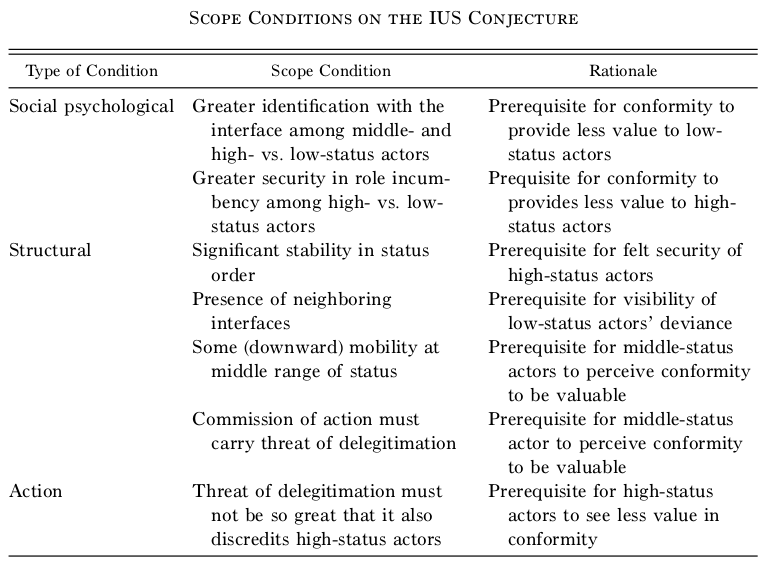 SCOPE CONDITIONS ON THE IUS CONJECTURE
Type of Condition Scope Condition Rationale
Social psychological Greater identification with the Prerequisite for conformity to
interface among middle- and provide less value to low-
high- vs. low-status actors status actors
Greater security in role incum- Prequisite for conformity to
bency among high- vs. low- provides less value to high-
status actors status actors
Structural Significant stability in status Prerequisite for felt security of
order high-status actors
Presence of neighboring Prerequisite for visibility of
interfaces low-status actors' deviance
Some (downward) mobility at Prerequisite for middle-status
middle range of status actors to perceive conformity
to be valuable
Commission of action must Prerequisite for middle-status
carry threat of delegitimation actor to perceive conformity
to be valuable
Action Threat of delegitimation must Prerequisite for high-status
not be so great that it also actors to see less value in
discredits high-status actors conformity